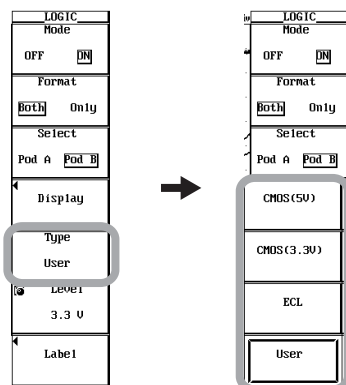 LOGIC
Mode
OFF ON
Format
Both Only
Select
Pod A Pod B
Display
Type
User
Level
3.3 V
Label
LOGIC
Mode
OFF ON
Format
Both Only
Select
Pod A Pod B
CMOS(5V)
CMOS(3.3V)
ECL
User